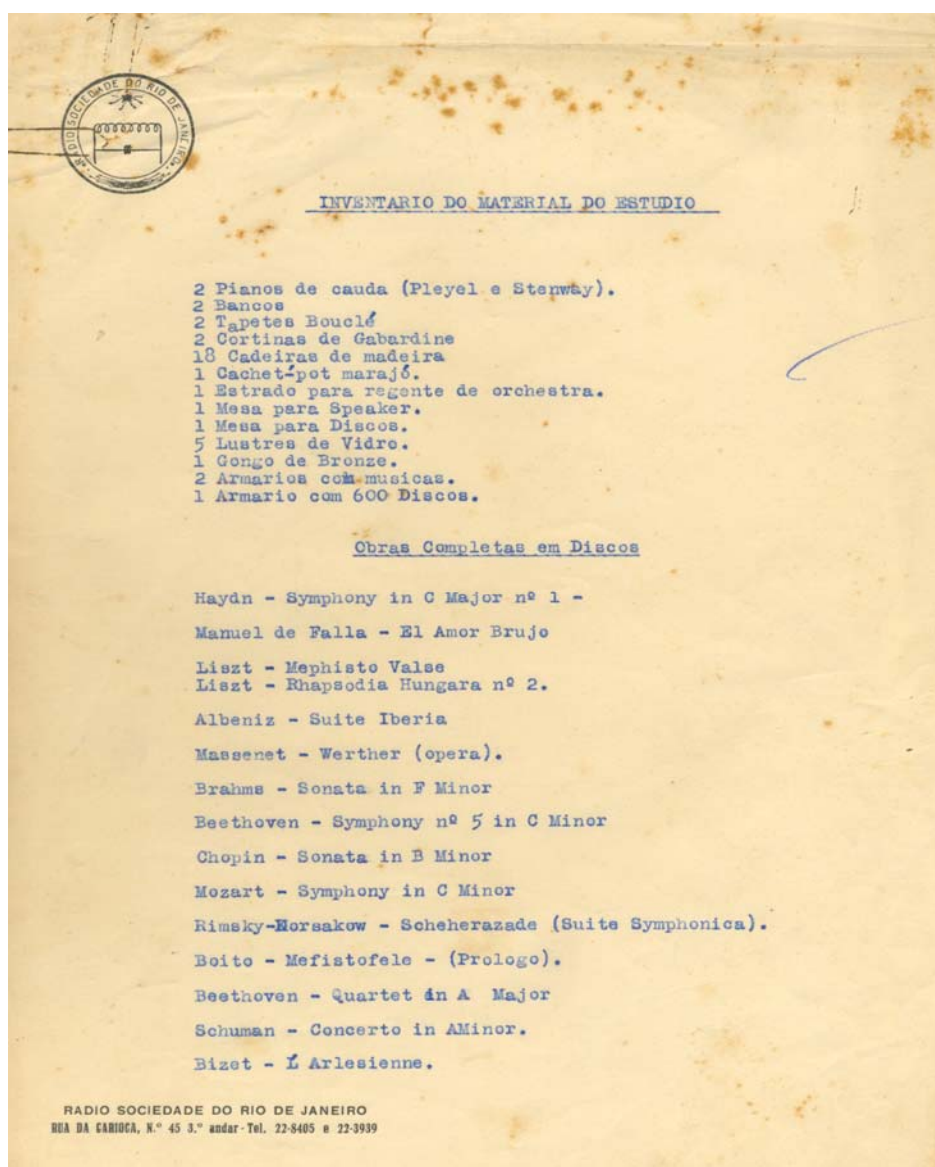 RADIO SOCIEDADE DO RIO DE JANEIRO
INVENTARIO DO MATERIAL DO ESTUDIO
2 Pianos de cauda (Pleyel e Stenway).
2 Bancos
2 Tapetes Bouclé
2 Cortinas de Gabardine
18 Cadeiras de madeira
1 Cachet-pot marajó.
1 Estrado para regente de orchestra.
1 Mesa para Speaker.
1 Mesa para Discos.
5 Lustres de Vidro.
1 Gongo de Bronze.
2 Armarios com musicas.
1 Armario com 600 Discos.
Obras Completas em Discos
Haydn - Symphony in C Major nº 1 -
Manuel de Falla - El Amor Brujo
Liszt - Mephisto Valse
Liszt - Rhapsodia Hungara nº 2.
Albeniz - Suite Iberia
Massenet - Werther (opera).
Brahms - Sonata in F Minor
Beethoven - Symphony nº 5 in C Minor
Chopin - Sonata in B Minor
Mozart - Symphony in C Minor
Rimsky-Korsakow - Scheherazade (Suite Symphonica).
Boito - Mefistofele - (Prologo).
Beethoven - Quartet in A Major
Schuman - Concerto in AMinor.
Bizet - L´Arlesienne.
RADIO SOCIEDADE DO RIO DE JANEIRO
RUA DA CARIOCA, N.º 45 3.º andar - Tel. 22-8405 e 22-3939